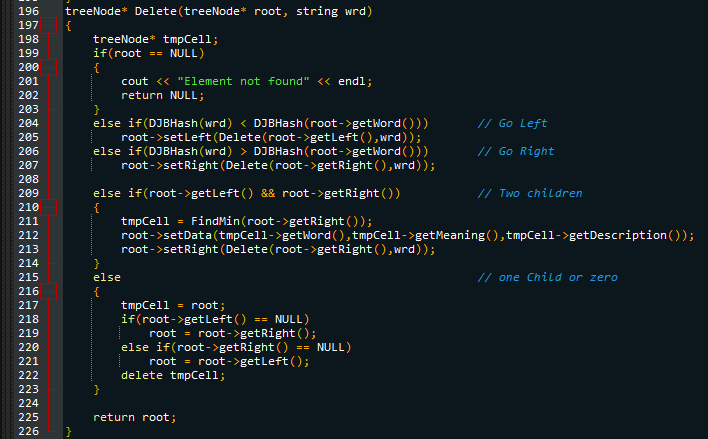 196 treeNode* Delete(treeNode* root, string wrd)
197 {
198     treeNode* tmpCell;
199     if(root == NULL)
200     {
201         cout << "Element not found" << endl;
202         return NULL;
203     }
204     else if(DJBHash(wrd) < DJBHash(root->getWord()))       // Go Left
205         root->setLeft(Delete(root->getLeft(),wrd));
206     else if(DJBHash(wrd) > DJBHash(root->getWord()))       // Go Right
207         root->setRight(Delete(root->getRight(),wrd));
208
209     else if(root->getLeft() && root->getRight())           // Two children
210     {
211         tmpCell = FindMin(root->getRight());
212         root->setData(tmpCell->getWord(),tmpCell->getMeaning(),tmpCell->getDescription());
213         root->setRight(Delete(root->getRight(),wrd));
214     }
215     else                                                   // one Child or zero
216     {
217         tmpCell = root;
218         if(root->getLeft() == NULL)
219             root = root->getRight();
220         else if(root->getRight() == NULL)
221             root = root->getLeft();
222         delete tmpCell;
223     }
224
225     return root;
226 }